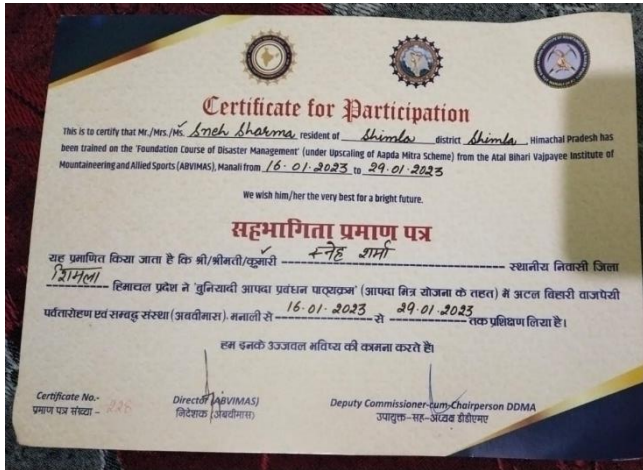 Certificate for Participation
This is to certify that Mr./Mrs./Ms. Sneh Sharma resident of Shimla district Shimla, Himachal Pradesh has
been trained on the 'Foundation Course of Disaster Management' (under Upscaling of Aapda Mitra Scheme) from the Atal Bihari Vajpayee Institute of
Mountaineering and Allied Sports (ABVIMAS), Manali from 16-01-2023 to 29-01-2023
We wish him/her the very best for a bright future.
सहभागिता प्रमाण पत्र
यह प्रमाणित किया जाता है कि श्री/श्रीमती/कुमारी स्नेह शर्मा स्थानीय निवासी जिला
शिमला हिमाचल प्रदेश ने 'बुनियादी आपदा प्रबंधन पाठ्यक्रम' (आपदा मित्र योजना के तहत) में अटल बिहारी वाजपेयी
पर्वतारोहण एवं सम्बद्ध संस्था (अबवीमास), मनाली से 16-01-2023 से 29-01-2023 तक प्रशिक्षण लिया है।
हम इनके उज्जवल भविष्य की कामना करते है।
Certificate No.- Director (ABVIMAS) Deputy Commissioner-cum-Chairperson DDMA
प्रमाण पत्र संख्या - 226 निदेशक (अबवीमास) उपायुक्त-सह-अध्यक्ष डीडीएमए